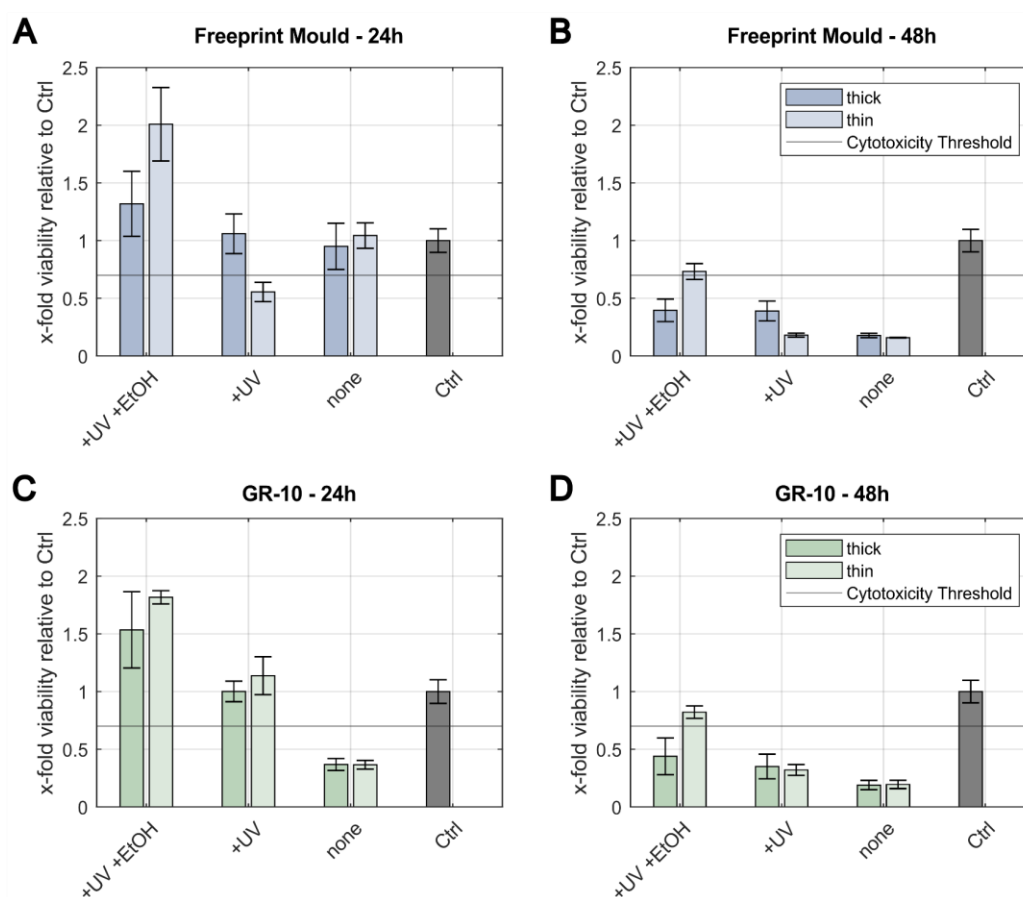 A
Freeprint Mould - 24h
x-fold viability relative to Ctrl
2.5
2
1.5
1
0.5
0
+UV +EtOH
+UV
none
Ctrl
B
Freeprint Mould - 48h
x-fold viability relative to Ctrl
2.5
2
1.5
1
0.5
0
thick
thin
Cytotoxicity Threshold
+UV +EtOH
+UV
none
Ctrl
C
GR-10 - 24h
x-fold viability relative to Ctrl
2.5
2
1.5
1
0.5
0
+UV +EtOH
+UV
none
Ctrl
D
GR-10 - 48h
x-fold viability relative to Ctrl
2.5
2
1.5
1
0.5
0
thick
thin
Cytotoxicity Threshold
+UV +EtOH
+UV
none
Ctrl